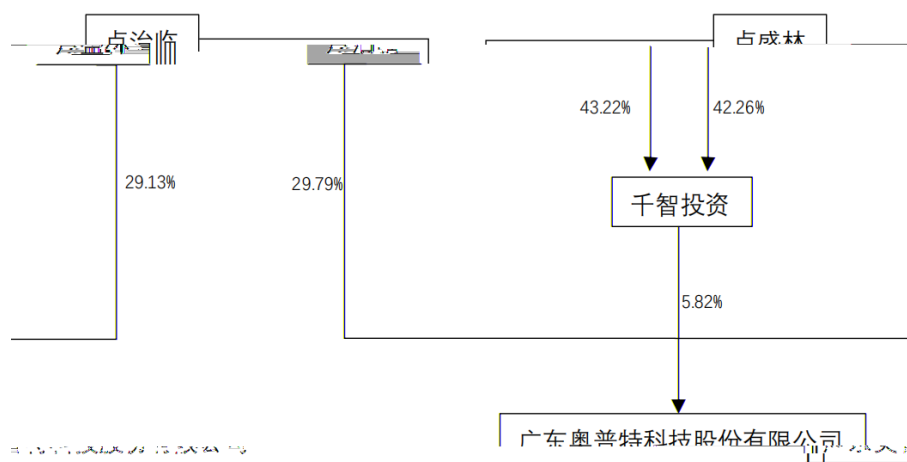 卢治临
卢盛林
43.22%
42.26%
29.13%
29.79%
千智投资
5.82%
广东奥普特科技股份有限公司